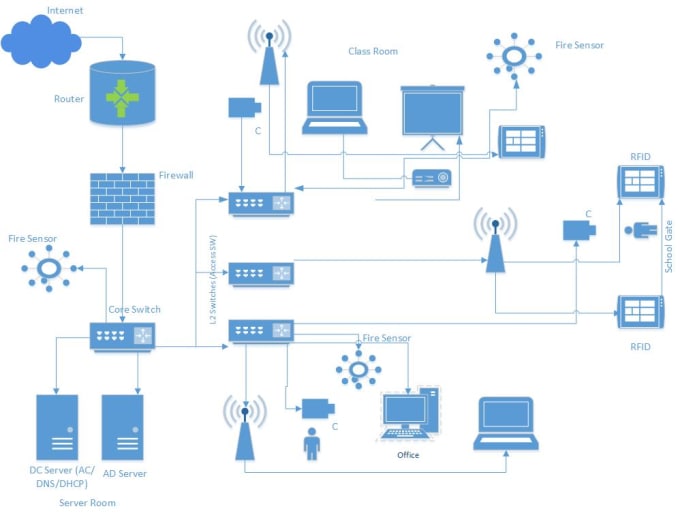 Internet
Class Room
Fire Sensor
Router
C
RFID
Firewall
C
School Gate
Fire Sensor
L2 Switches (Access SW)
Core Switch
Fire Sensor
RFID
C
Office
DC Server (AC/
DNS/DHCP)
AD Server
Server Room